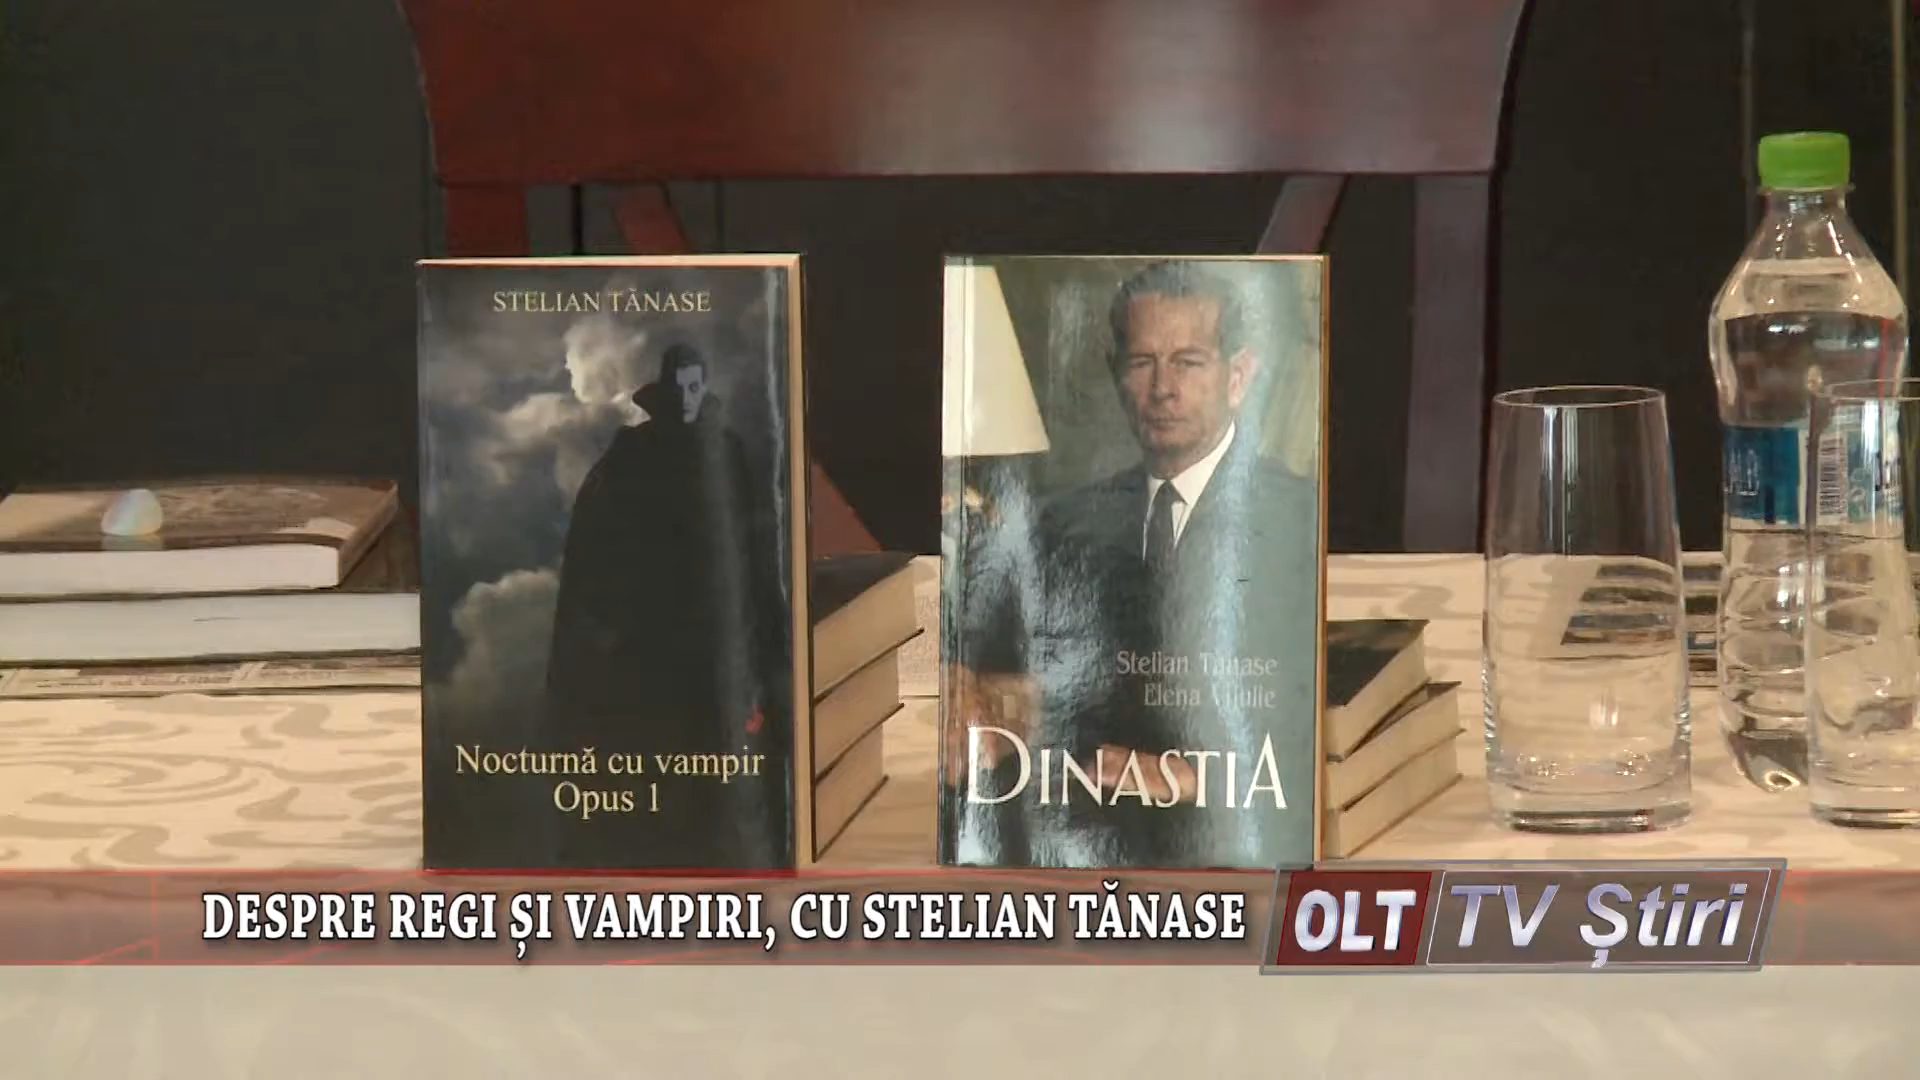 STELIAN TĂNASE
Nocturnă cu vampir
Opus 1
Stelian Tănase
Elena Vijulie
DINASTIA
DESPRE REGI ȘI VAMPIRI, CU STELIAN TĂNASE
OLT TV Știri